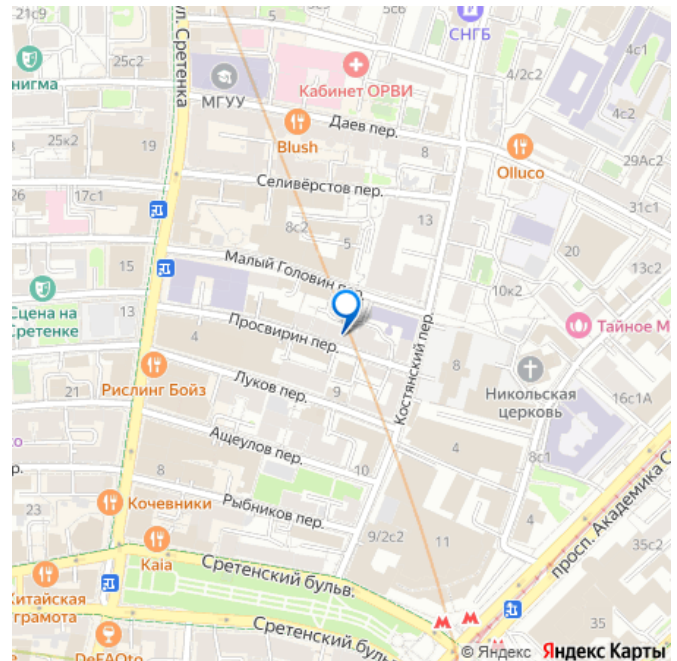 21с9
5с6
СНГБ
4с1
25с2
МГУУ
Кабинет ОРВИ
4/2с2
4с2
нигма
ул. Сретенка
Даев пер.
Blush
25к2
19
8
Olluco
29Ас2
Селивёрстов пер.
26
17с1
31с1
8с2
5
13
20
15
Малый Головин пер.
13с2
10к2
Сцена на
Сретенке
13
4
Просвирин пер.
Тайное М
8
Костянский пер.
Никольская
церковь
Рислинг Бойз
21
Луков пер.
9
16с1А
Ащеулов пер.
4
8с1
8
10
просп. Академика С
Кочевники
23
Рыбников пер.
р.
со
4
9/2с2
11
35с2
Kaia
Сретенский бульв.
Китайская
грамота
35
Сретенский бульв.
DeFAQto
© Яндекс Яндекс Карты